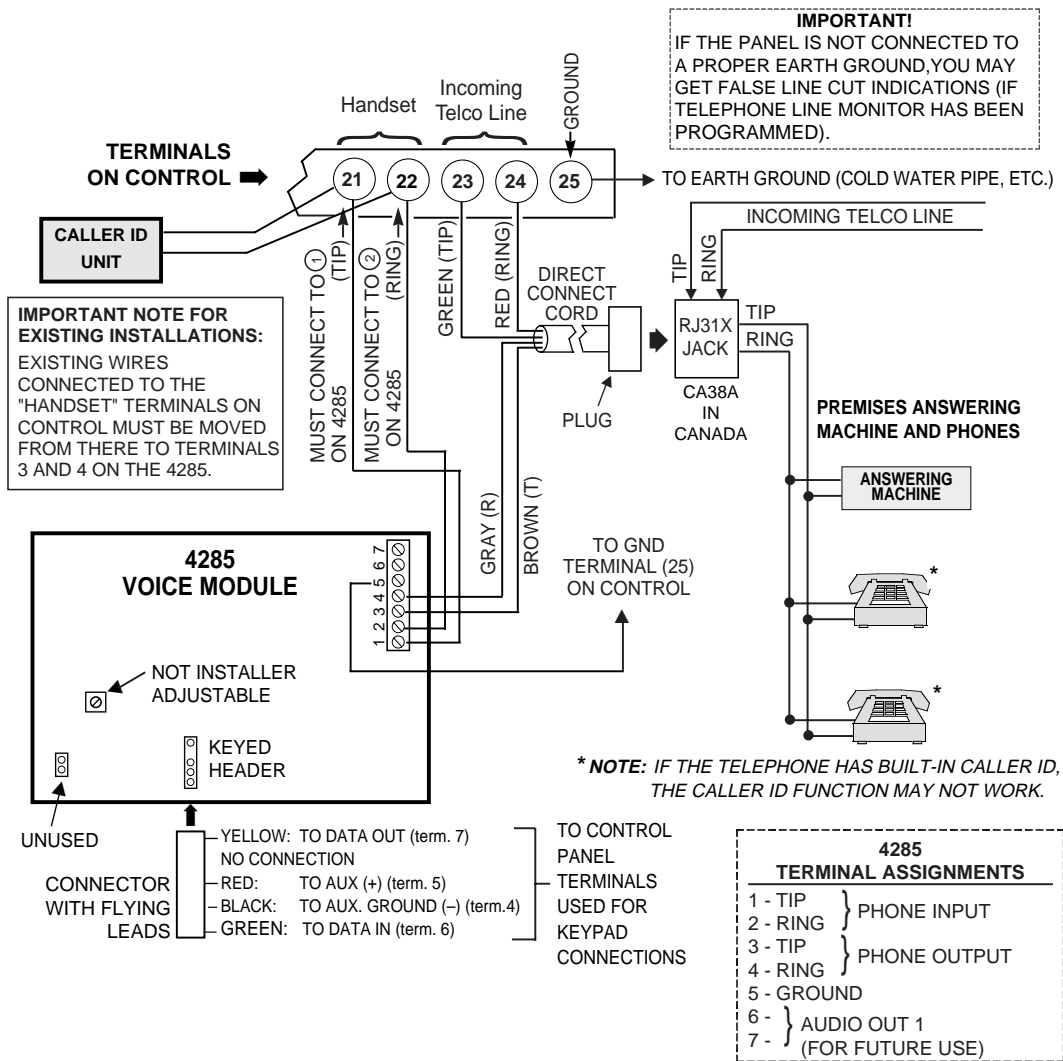 IMPORTANT!
IF THE PANEL IS NOT CONNECTED TO
A PROPER EARTH GROUND,YOU MAY
GET FALSE LINE CUT INDICATIONS (IF
TELEPHONE LINE MONITOR HAS BEEN
PROGRAMMED).
Handset
Incoming
Telco Line
GROUND
TERMINALS
ON CONTROL
21
22
23
24
25
TO EARTH GROUND (COLD WATER PIPE, ETC.)
CALLER ID
UNIT
IMPORTANT NOTE FOR
EXISTING INSTALLATIONS:
EXISTING WIRES
CONNECTED TO THE
"HANDSET" TERMINALS ON
CONTROL MUST BE MOVED
FROM THERE TO TERMINALS
3 AND 4 ON THE 4285.
MUST CONNECT TO 1
ON 4285
(TIP)
MUST CONNECT TO 2
ON 4285
(RING)
GREEN (TIP)
RED (RING)
DIRECT
CONNECT
CORD
PLUG
INCOMING TELCO LINE
TIP
RING
RJ31X
JACK
TIP
RING
CA38A
IN
CANADA
PREMISES ANSWERING
MACHINE AND PHONES
ANSWERING
MACHINE
*
*
* NOTE: IF THE TELEPHONE HAS BUILT-IN CALLER ID,
THE CALLER ID FUNCTION MAY NOT WORK.
GRAY (R)
BROWN (T)
TO GND
TERMINAL (25)
ON CONTROL
4285
VOICE MODULE
7
6
5
4
3
2
1
NOT INSTALLER
ADJUSTABLE
KEYED
HEADER
UNUSED
CONNECTOR
WITH FLYING
LEADS
YELLOW: TO DATA OUT (term. 7)
NO CONNECTION
RED: TO AUX (+) (term. 5)
BLACK: TO AUX. GROUND (–) (term.4)
GREEN: TO DATA IN (term. 6)
TO CONTROL
PANEL
TERMINALS
USED FOR
KEYPAD
CONNECTIONS
4285
TERMINAL ASSIGNMENTS
1 - TIP
2 - RING
PHONE INPUT
3 - TIP
4 - RING
PHONE OUTPUT
5 - GROUND
6 -
7 -
AUDIO OUT 1
(FOR FUTURE USE)